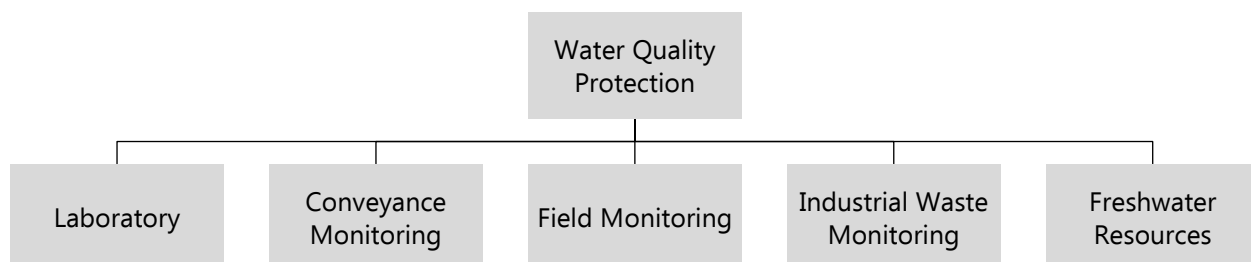 Water Quality
Protection
Laboratory
Conveyance
Monitoring
Field Monitoring
Industrial Waste
Monitoring
Freshwater
Resources